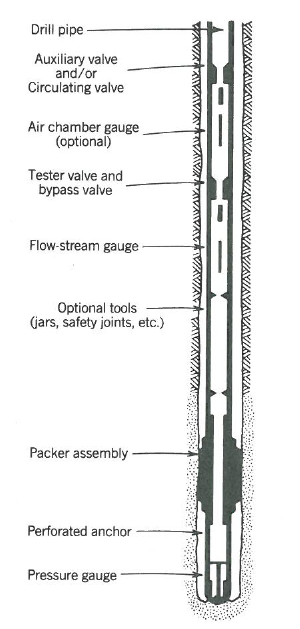 Drill pipe
Auxiliary valve
and/or
Circulating valve
Air chamber gauge
(optional)
Tester valve and
bypass valve
Flow-stream gauge
Optional tools
(jars, safety joints, etc.)
Packer assembly
Perforated anchor
Pressure gauge